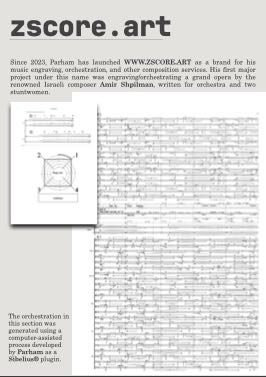 zscore.art
Since 2023, Parham has launched WWW.ZSCORE.ART as a brand for his
music engraving, orchestration, and other composition services. His first major
project under this name was engraving/orchestrating a grand opera by the
renowned Israeli composer Amir Shpilman, written for orchestra and two
stuntwomen.
The orchestration in
this section was
generated using a
computer-assisted
process developed
by Parham as a
Sibelius® plugin.